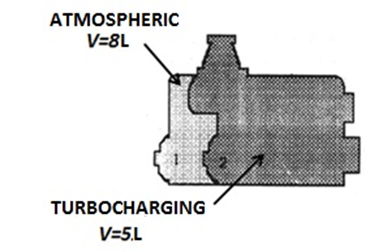 ATMOSPHERIC
V=8L
1 2
TURBOCHARGING
V=5.L